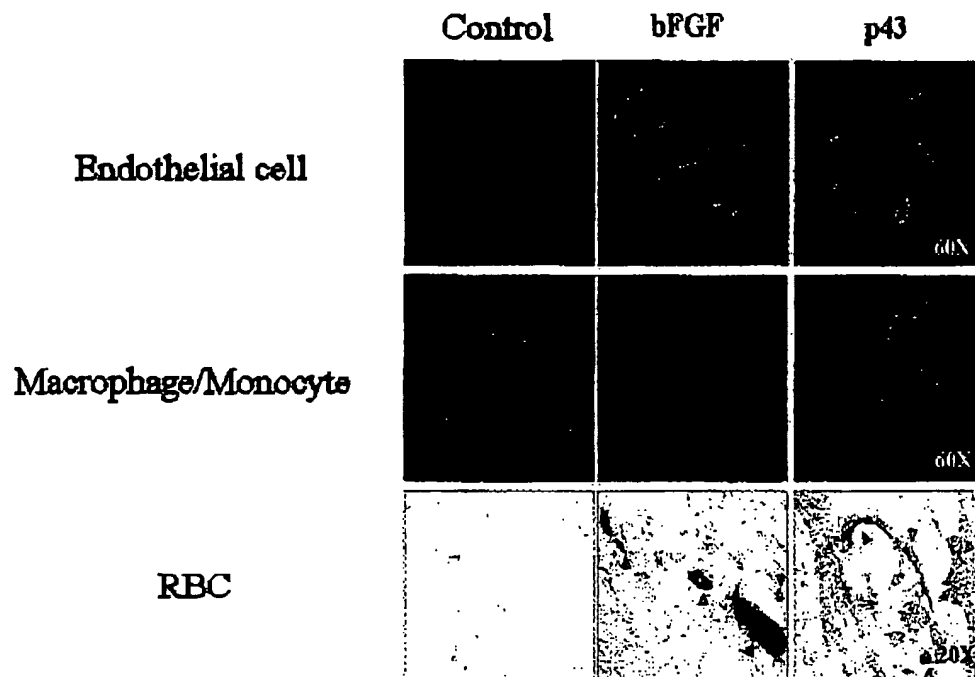 Control bFGF p43
Endothelial cell
60X
Macrophage/Monocyte
60X
RBC
20X